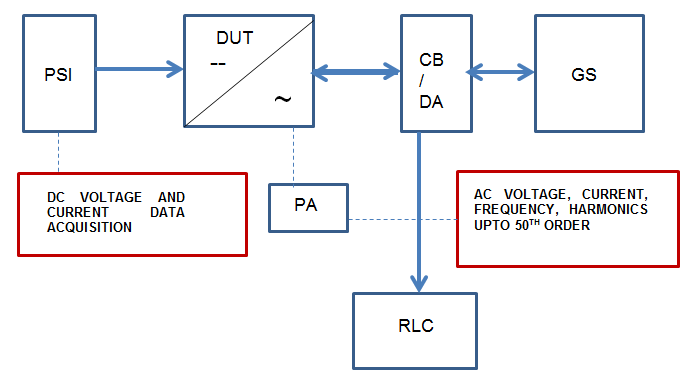 PSI
DUT
--
~
CB
/
DA
GS
DC VOLTAGE AND
CURRENT DATA
ACQUISITION
PA
AC VOLTAGE, CURRENT,
FREQUENCY, HARMONICS
UPTO 50TH ORDER
RLC